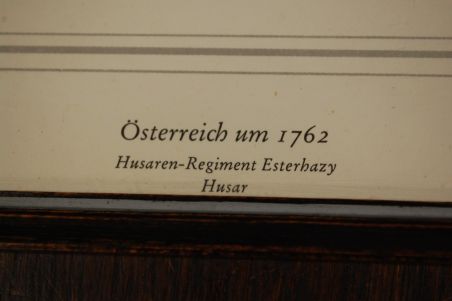 Österreich um 1762
Husaren-Regiment Esterhazy
Husar